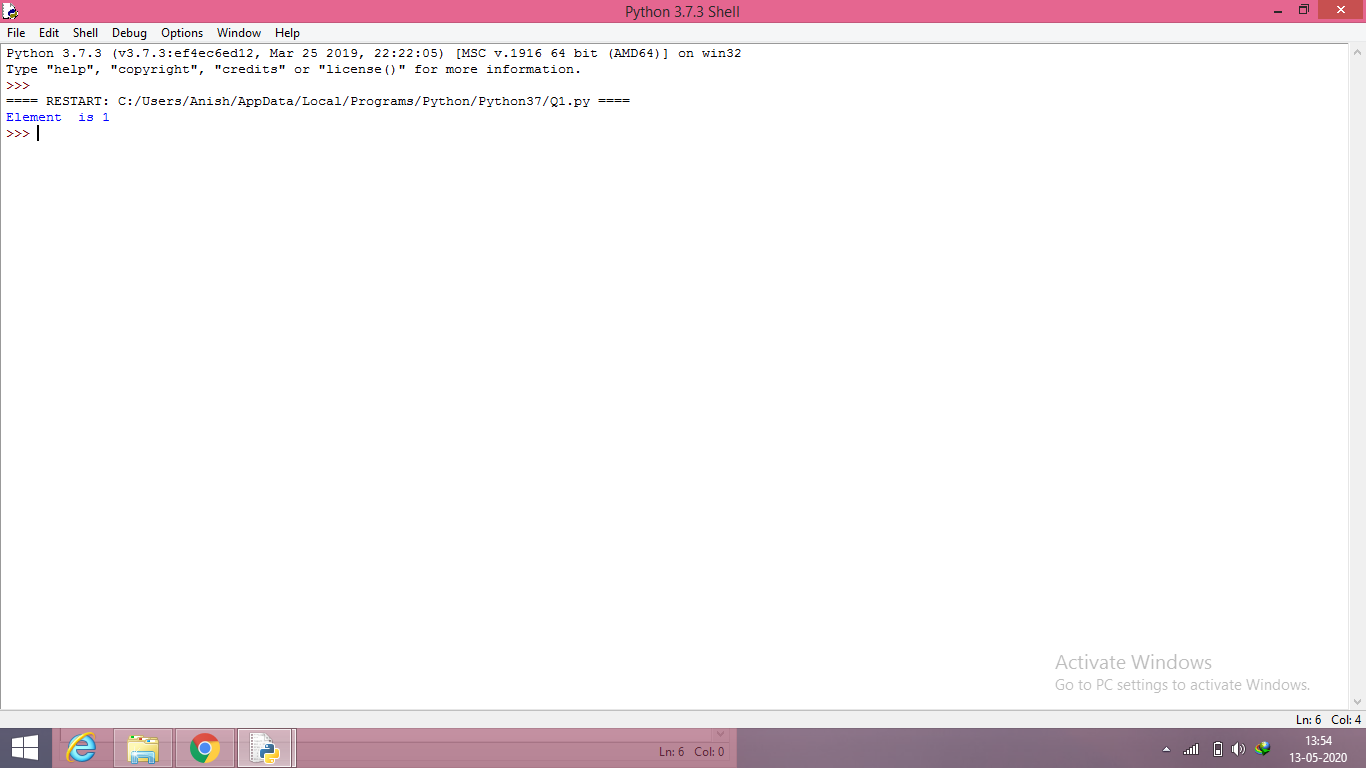 Python 3.7.3 Shell
File Edit Shell Debug Options Window Help
Python 3.7.3 (v3.7.3:ef4ec6ed12, Mar 25 2019, 22:22:05) [MSC v.1916 64 bit (AMD64)] on win32
Type "help", "copyright", "credits" or "license()" for more information.
>>>
==== RESTART: C:/Users/Anish/AppData/Local/Programs/Python/Python37/Q1.py ====
Element  is 1
>>>
Activate Windows
Go to PC settings to activate Windows.
Ln: 6 Col: 4
Ln: 6 Col: 0
13:54
13-05-2020